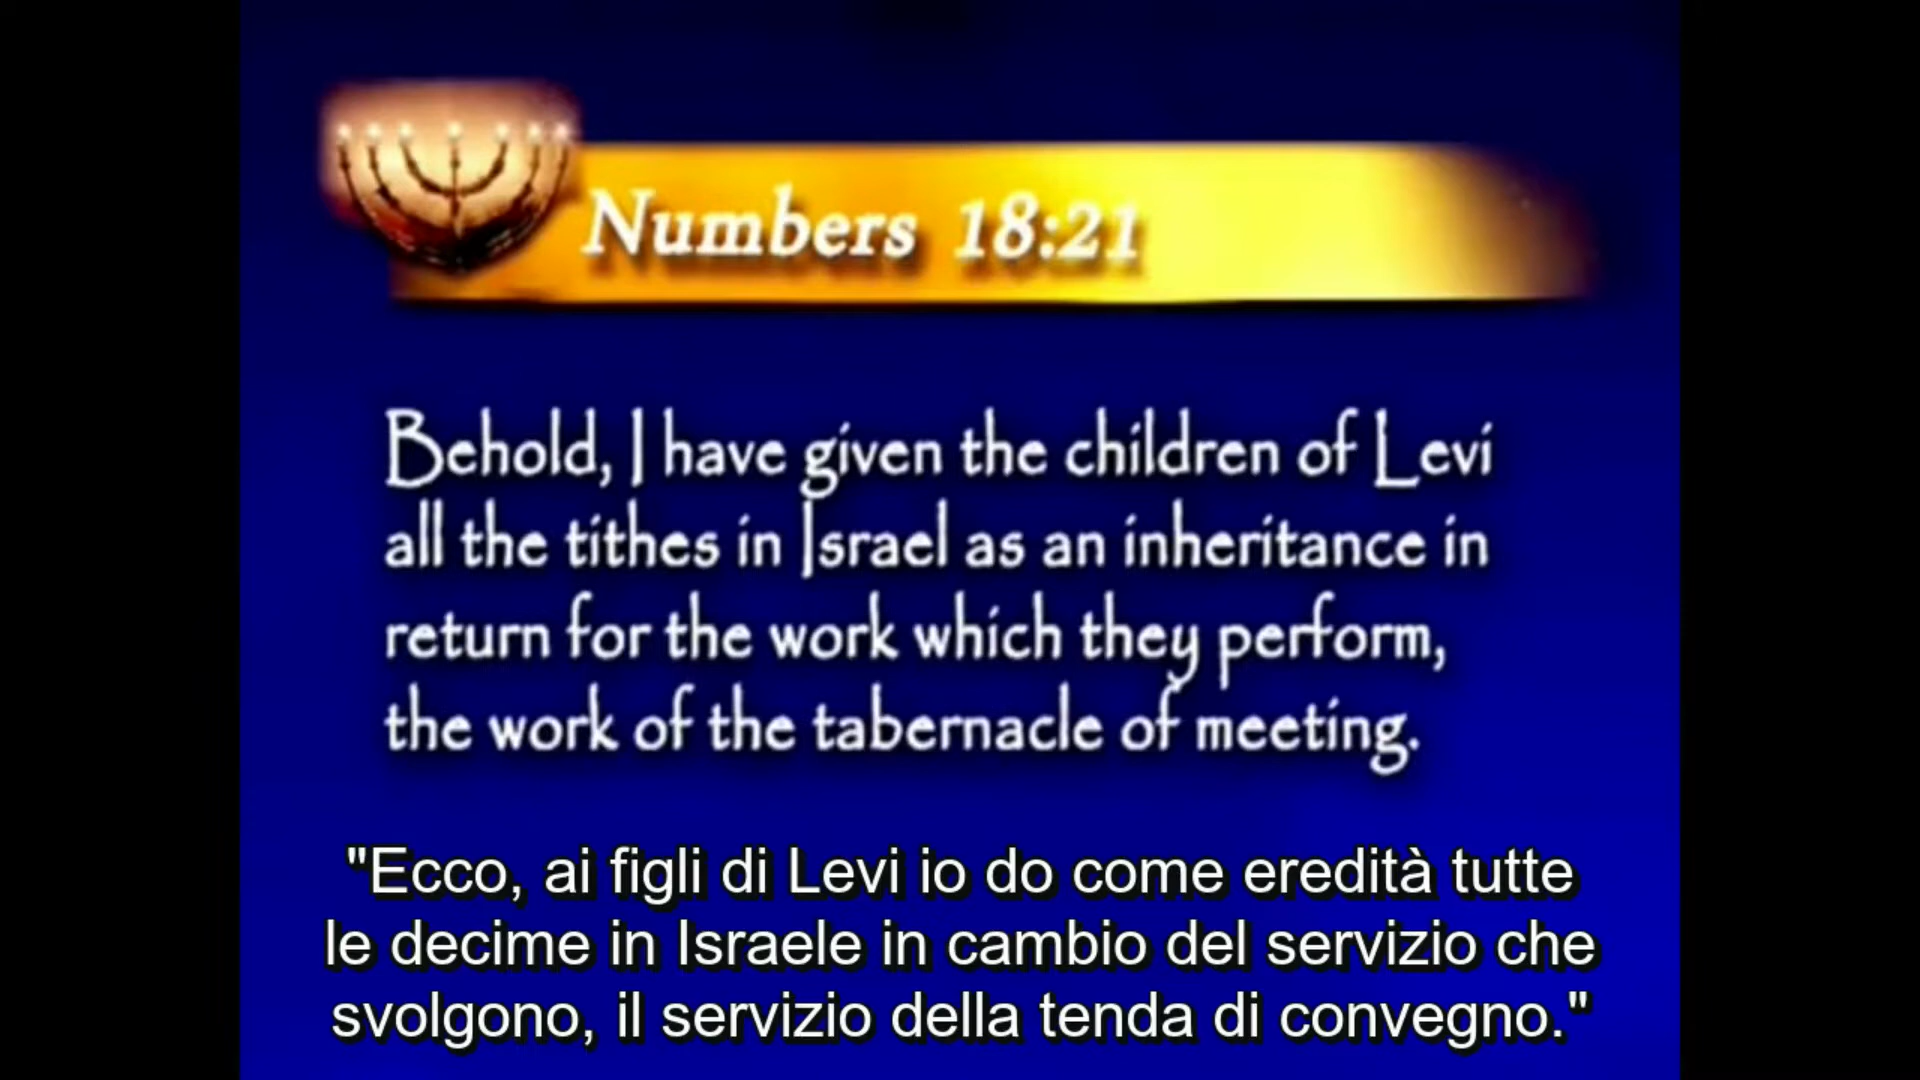 Numbers 18:21
Behold, I have given the children of Levi
all the tithes in Israel as an inheritance in
return for the work which they perform,
the work of the tabernacle of meeting.
"Ecco, ai figli di Levi io do come eredità tutte
le decime in Israele in cambio del servizio che
svolgono, il servizio della tenda di convegno."